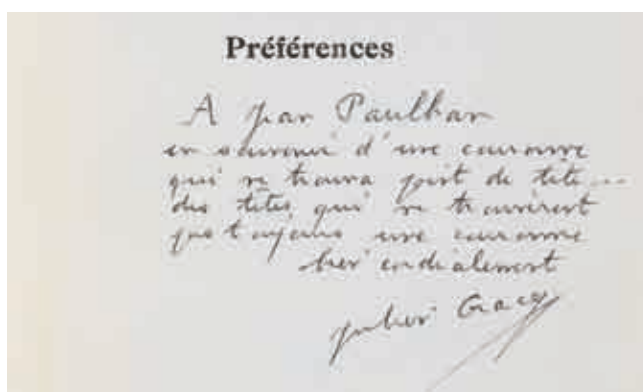 Préférences
A Jean Paulhan
en souvenir d'une couronne
qui ne trouva point de tête...
des têtes qui ne trouvèrent
pas toujours une couronne
bien cordialement
Julien Gracq